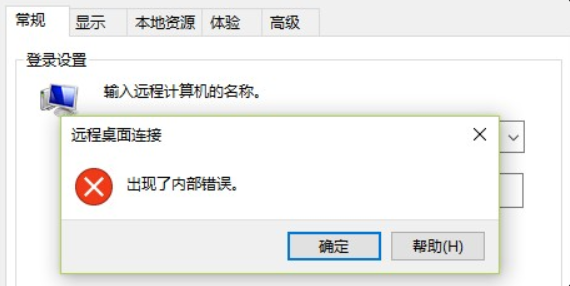 常规 显示 本地资源 体验 高级
登录设置
输入远程计算机的名称。
远程桌面连接
出现了内部错误。
确定 帮助(H)